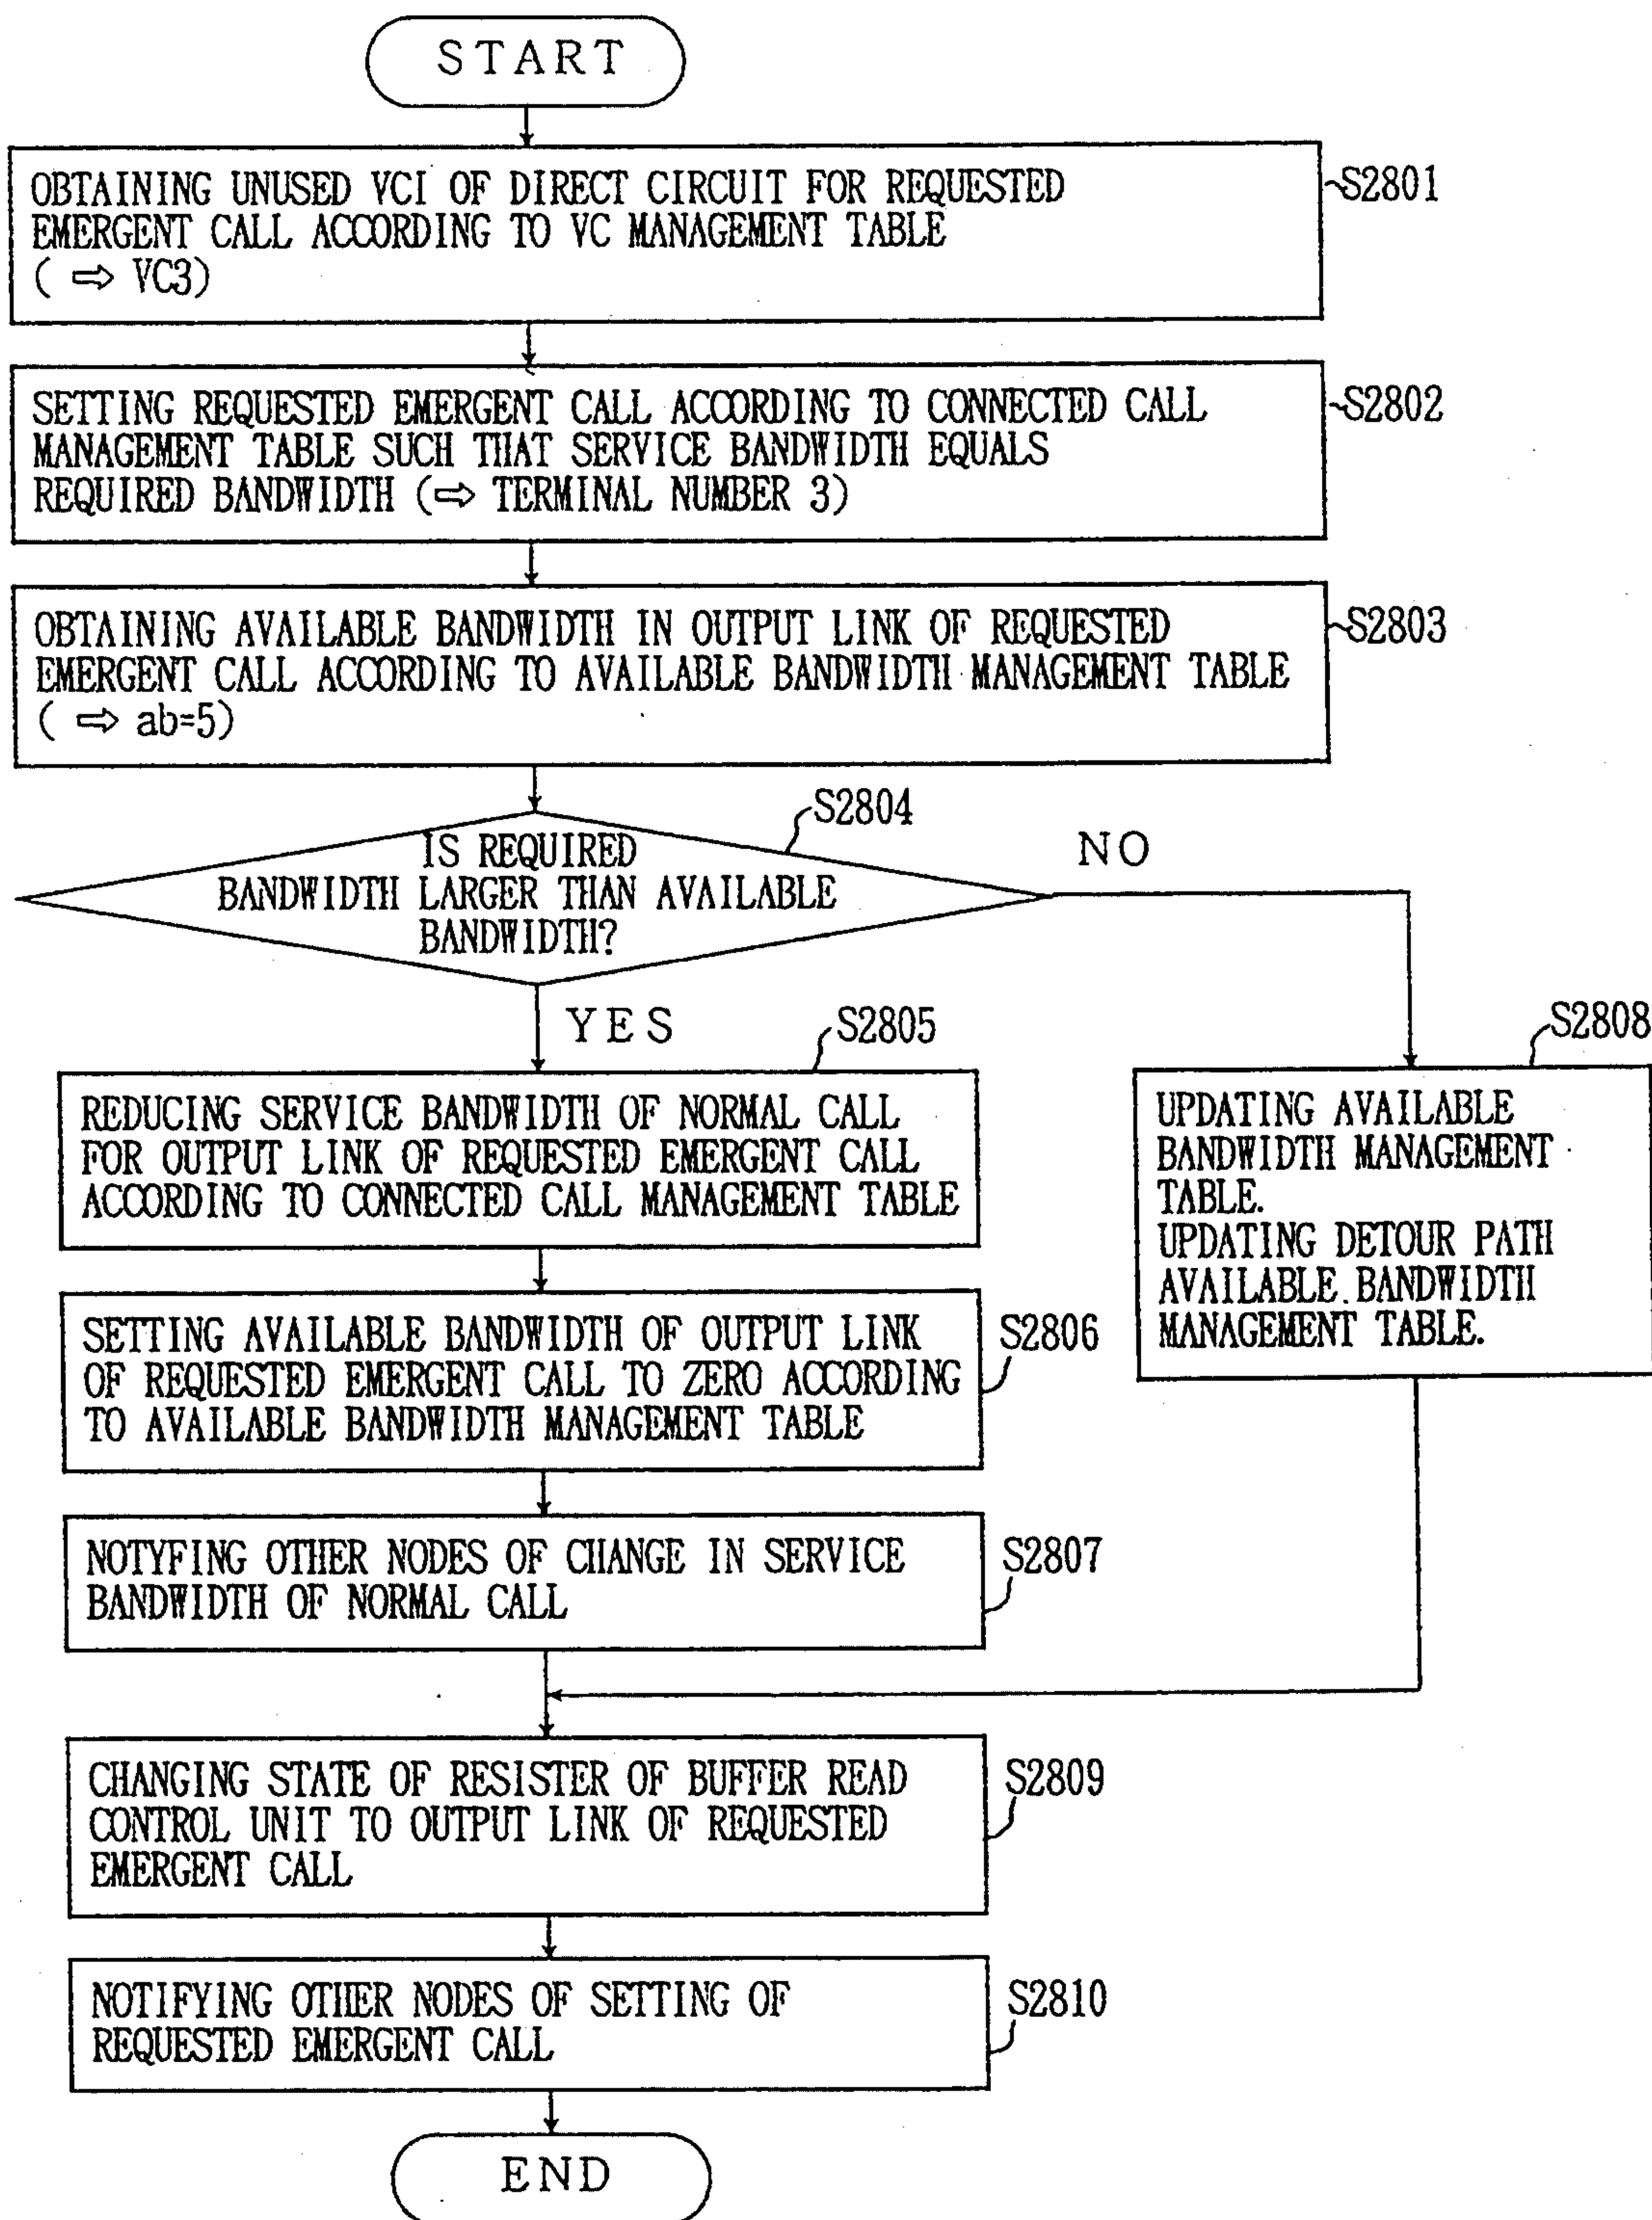 START
OBTAINING UNUSED VCI OF DIRECT CIRCUIT FOR REQUESTED
EMERGENT CALL ACCORDING TO VC MANAGEMENT TABLE
( ⇨ VC3)
S2801
SETTING REQUESTED EMERGENT CALL ACCORDING TO CONNECTED CALL
MANAGEMENT TABLE SUCH THAT SERVICE BANDWIDTH EQUALS
REQUIRED BANDWIDTH (⇨ TERMINAL NUMBER 3)
S2802
OBTAINING AVAILABLE BANDWIDTH IN OUTPUT LINK OF REQUESTED
EMERGENT CALL ACCORDING TO AVAILABLE BANDWIDTH MANAGEMENT TABLE
( ⇨ ab=5)
S2803
S2804
IS REQUIRED
BANDWIDTH LARGER THAN AVAILABLE
BANDWIDTH?
NO
YES
S2805
REDUCING SERVICE BANDWIDTH OF NORMAL CALL
FOR OUTPUT LINK OF REQUESTED EMERGENT CALL
ACCORDING TO CONNECTED CALL MANAGEMENT TABLE
S2808
UPDATING AVAILABLE
BANDWIDTH MANAGEMENT
TABLE.
UPDATING DETOUR PATH
AVAILABLE BANDWIDTH
MANAGEMENT TABLE.
SETTING AVAILABLE BANDWIDTH OF OUTPUT LINK
OF REQUESTED EMERGENT CALL TO ZERO ACCORDING
TO AVAILABLE BANDWIDTH MANAGEMENT TABLE
S2806
NOTYFING OTHER NODES OF CHANGE IN SERVICE
BANDWIDTH OF NORMAL CALL
S2807
CHANGING STATE OF RESISTER OF BUFFER READ
CONTROL UNIT TO OUTPUT LINK OF REQUESTED
EMERGENT CALL
S2809
NOTIFYING OTHER NODES OF SETTING OF
REQUESTED EMERGENT CALL
S2810
END